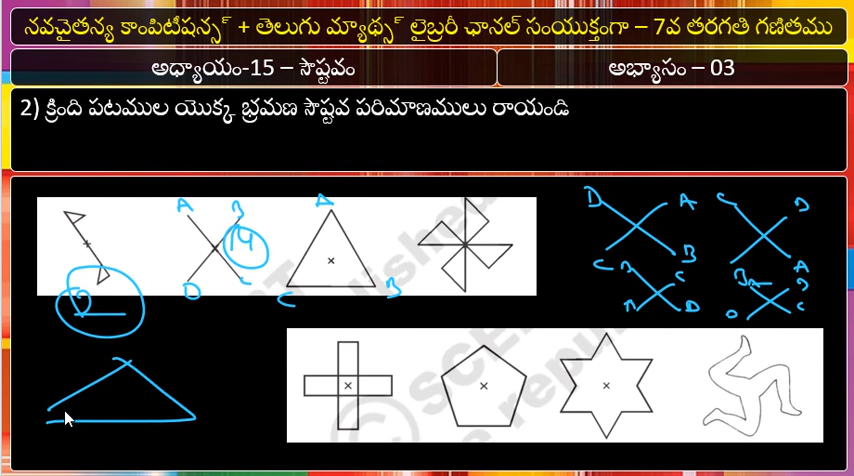 నవచైతన్య కాంపిటీషన్స్ + తెలుగు మ్యాథ్స్ లైబ్రరీ ఛానల్ సంయుక్తంగా – 7వ తరగతి గణితము
అధ్యాయం-15 – సౌష్టవం
అభ్యాసం – 03
2) క్రింది పటముల యొక్క భ్రమణ సౌష్టవ పరిమాణములు రాయండి
A B A D A C D
D C C B C B B A
B C D
A D C